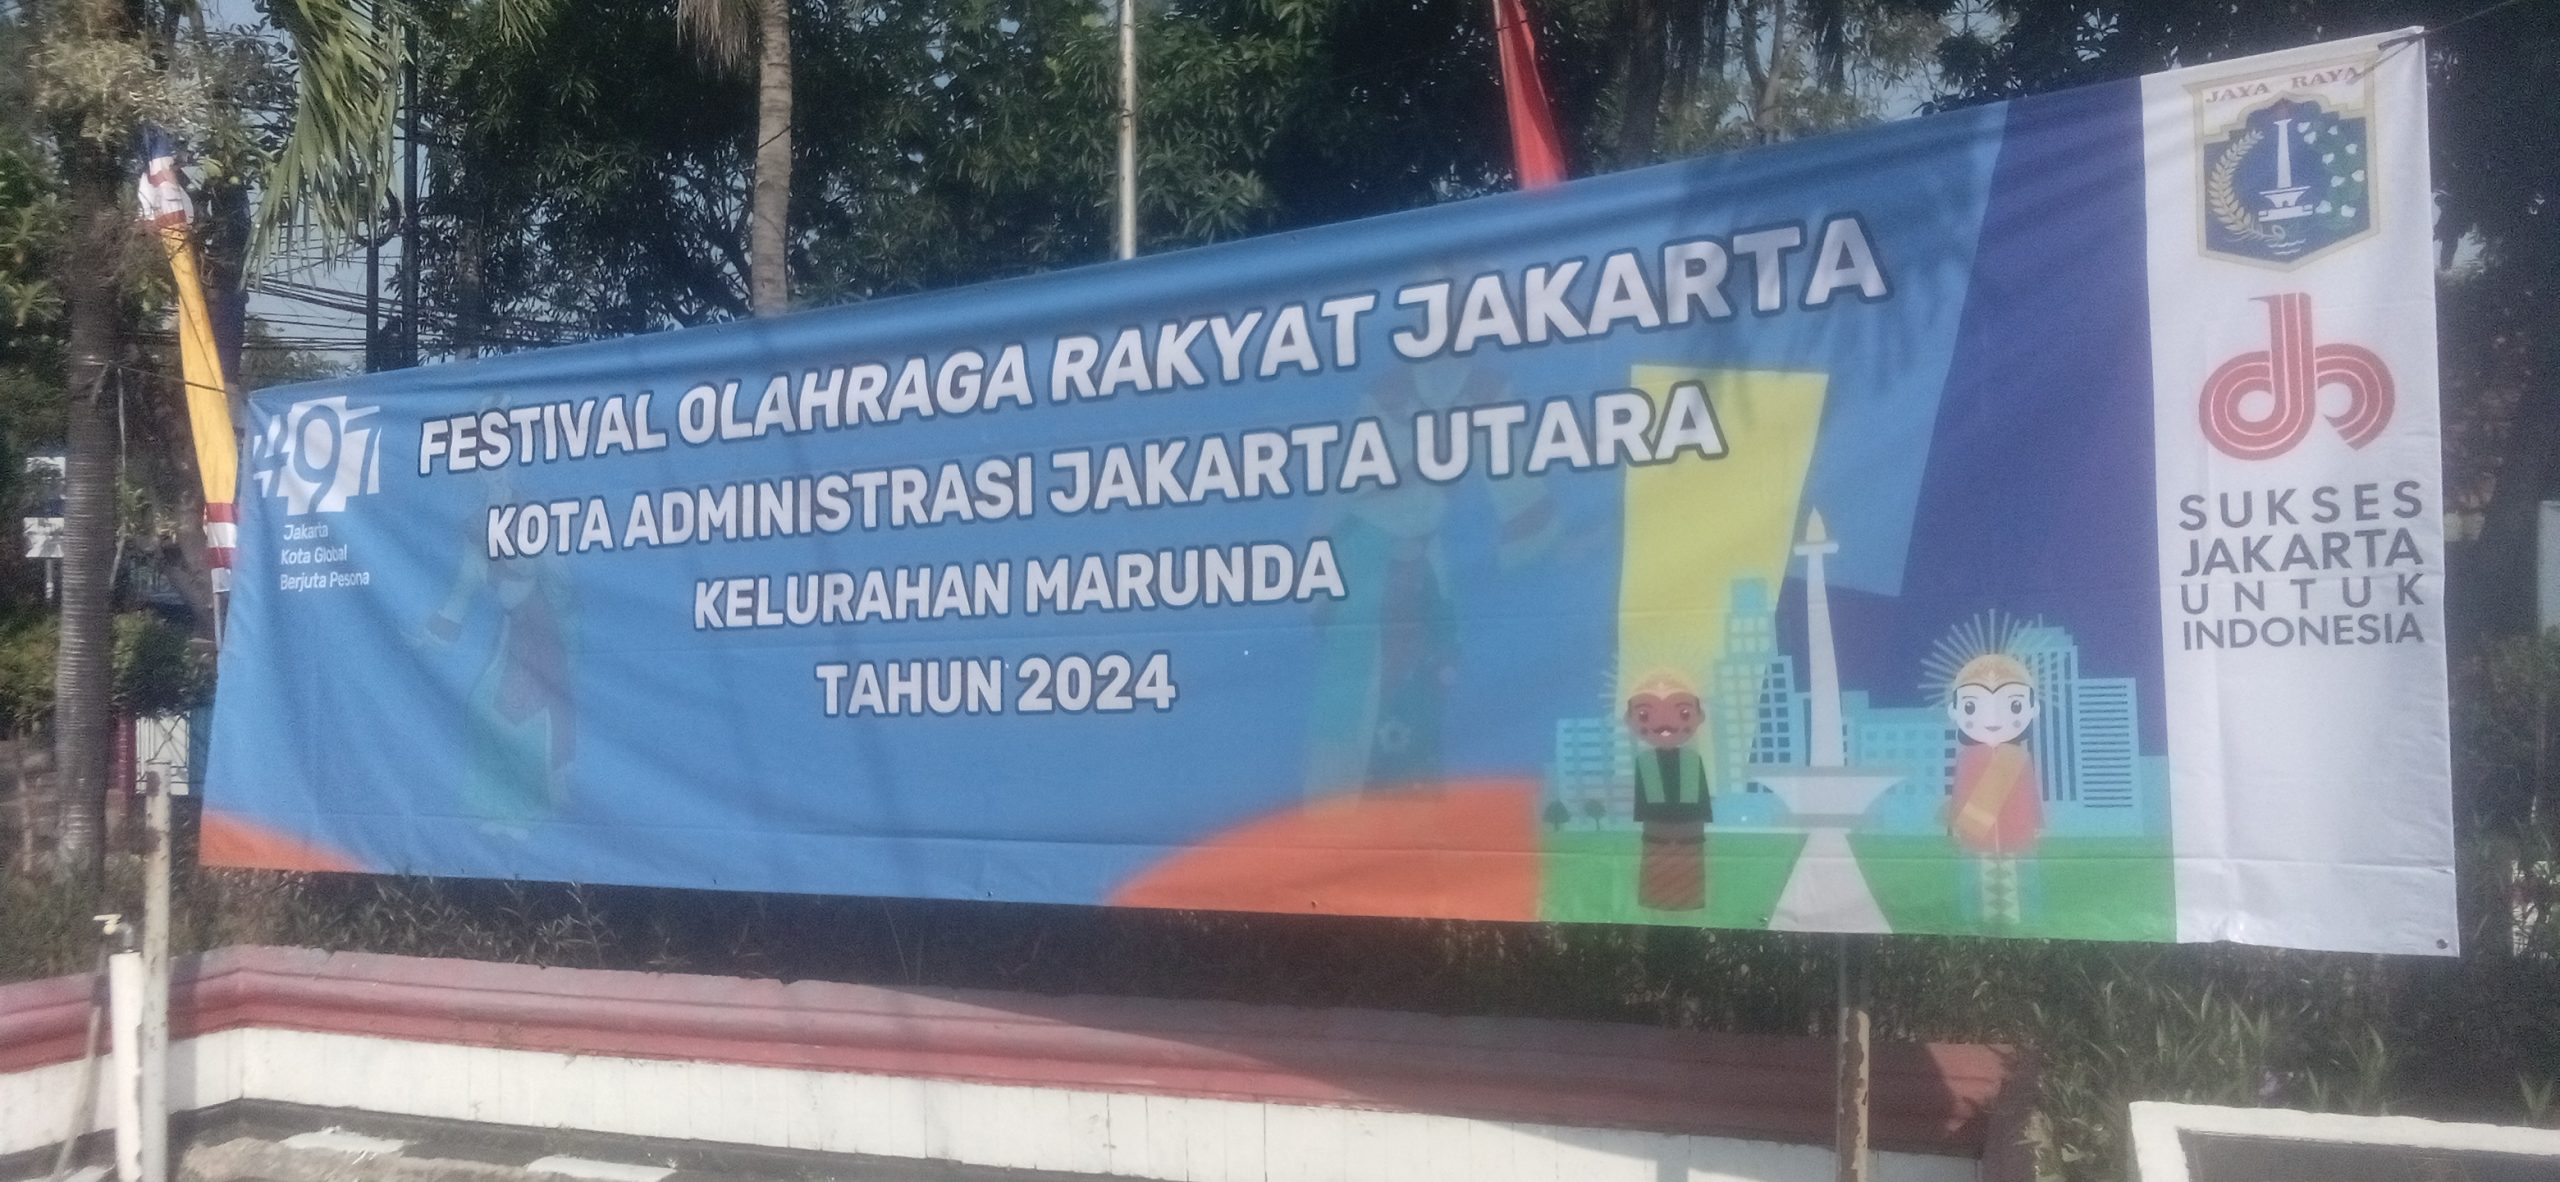 497
Jakarta
Kota Global
Berjuta Pesona
FESTIVAL OLAHRAGA RAKYAT JAKARTA
KOTA ADMINISTRASI JAKARTA UTARA
KELURAHAN MARUNDA
TAHUN 2024
JAYA RAYA
SUKSES
JAKARTA
UNTUK
INDONESIA